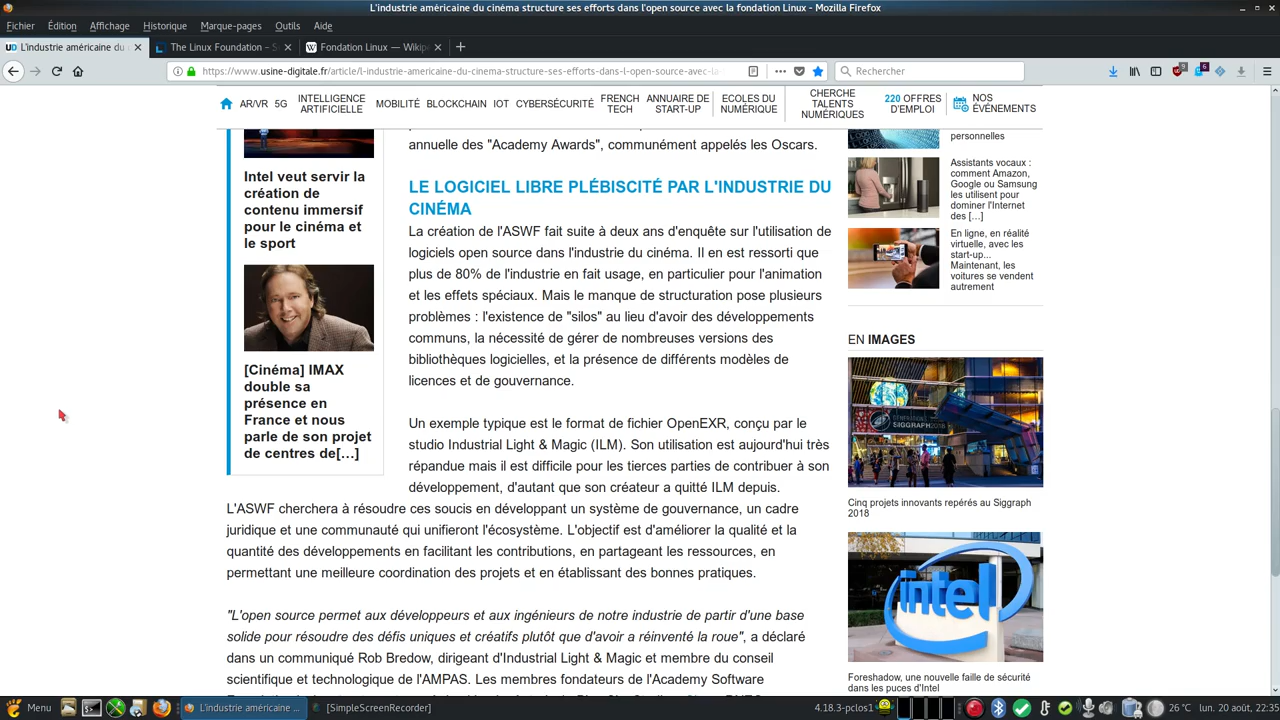 L'industrie américaine du cinéma structure ses efforts dans l'open source avec la fondation Linux - Mozilla Firefox
Fichier Édition Affichage Historique Marque-pages Outils Aide
UD L'industrie américaine du c
The Linux Foundation – S
W Fondation Linux — Wikip
https://www.usine-digitale.fr/article/l-industrie-americaine-du-cinema-structure-ses-efforts-dans-l-open-source-avec-la-
Rechercher
9
6
AR/VR 5G
INTELLIGENCE
ARTIFICIELLE
MOBILITÉ BLOCKCHAIN IOT CYBERSÉCURITÉ
FRENCH
TECH
ANNUAIRE DE
START-UP
ECOLES DU
NUMÉRIQUE
CHERCHE
TALENTS
NUMÉRIQUES
220 OFFRES
D'EMPLOI
NOS
ÉVÈNEMENTS
Intel veut servir la
création de
contenu immersif
pour le cinéma et
le sport
[Cinéma] IMAX
double sa
présence en
France et nous
parle de son projet
de centres de[…]
annuelle des "Academy Awards", communément appelés les Oscars.
LE LOGICIEL LIBRE PLÉBISCITÉ PAR L'INDUSTRIE DU
CINÉMA
La création de l'ASWF fait suite à deux ans d'enquête sur l'utilisation de
logiciels open source dans l'industrie du cinéma. Il en est ressorti que
plus de 80% de l'industrie en fait usage, en particulier pour l'animation
et les effets spéciaux. Mais le manque de structuration pose plusieurs
problèmes : l'existence de "silos" au lieu d'avoir des développements
communs, la nécessité de gérer de nombreuses versions des
bibliothèques logicielles, et la présence de différents modèles de
licences et de gouvernance.
Un exemple typique est le format de fichier OpenEXR, conçu par le
studio Industrial Light & Magic (ILM). Son utilisation est aujourd'hui très
répandue mais il est difficile pour les tierces parties de contribuer à son
développement, d'autant que son créateur a quitté ILM depuis.
L'ASWF cherchera à résoudre ces soucis en développant un système de gouvernance, un cadre
juridique et une communauté qui unifieront l'écosystème. L'objectif est d'améliorer la qualité et la
quantité des développements en facilitant les contributions, en partageant les ressources, en
permettant une meilleure coordination des projets et en établissant des bonnes pratiques.
"L'open source permet aux développeurs et aux ingénieurs de notre industrie de partir d'une base
solide pour résoudre des défis uniques et créatifs plutôt que d'avoir a réinventé la roue", a déclaré
dans un communiqué Rob Bredow, dirigeant d'Industrial Light & Magic et membre du conseil
scientifique et technologique de l'AMPAS. Les membres fondateurs de l'Academy Software
personnelles
Assistants vocaux :
comment Amazon,
Google ou Samsung
les utilisent pour
dominer l'Internet
des […]
En ligne, en réalité
virtuelle, avec les
start-up...
Maintenant, les
voitures se vendent
autrement
EN IMAGES
SIGGRAPH2018
Cinq projets innovants repérés au Siggraph
2018
intel
Foreshadow, une nouvelle faille de sécurité
dans les puces d'Intel
Menu
L'industrie américaine ...
[SimpleScreenRecorder]
4.18.3-pclos1
26 °C lun. 20 août, 22:35